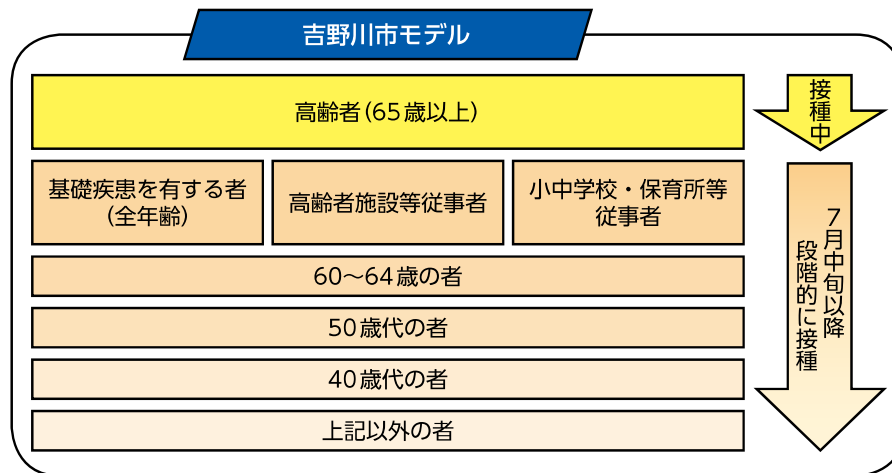 吉野川市モデル
高齢者(65歳以上)
接種中
基礎疾患を有する者
(全年齢)
高齢者施設等従事者
小中学校・保育所等
従事者
60〜64歳の者
50歳代の者
40歳代の者
上記以外の者
7月中旬以降
段階的に接種